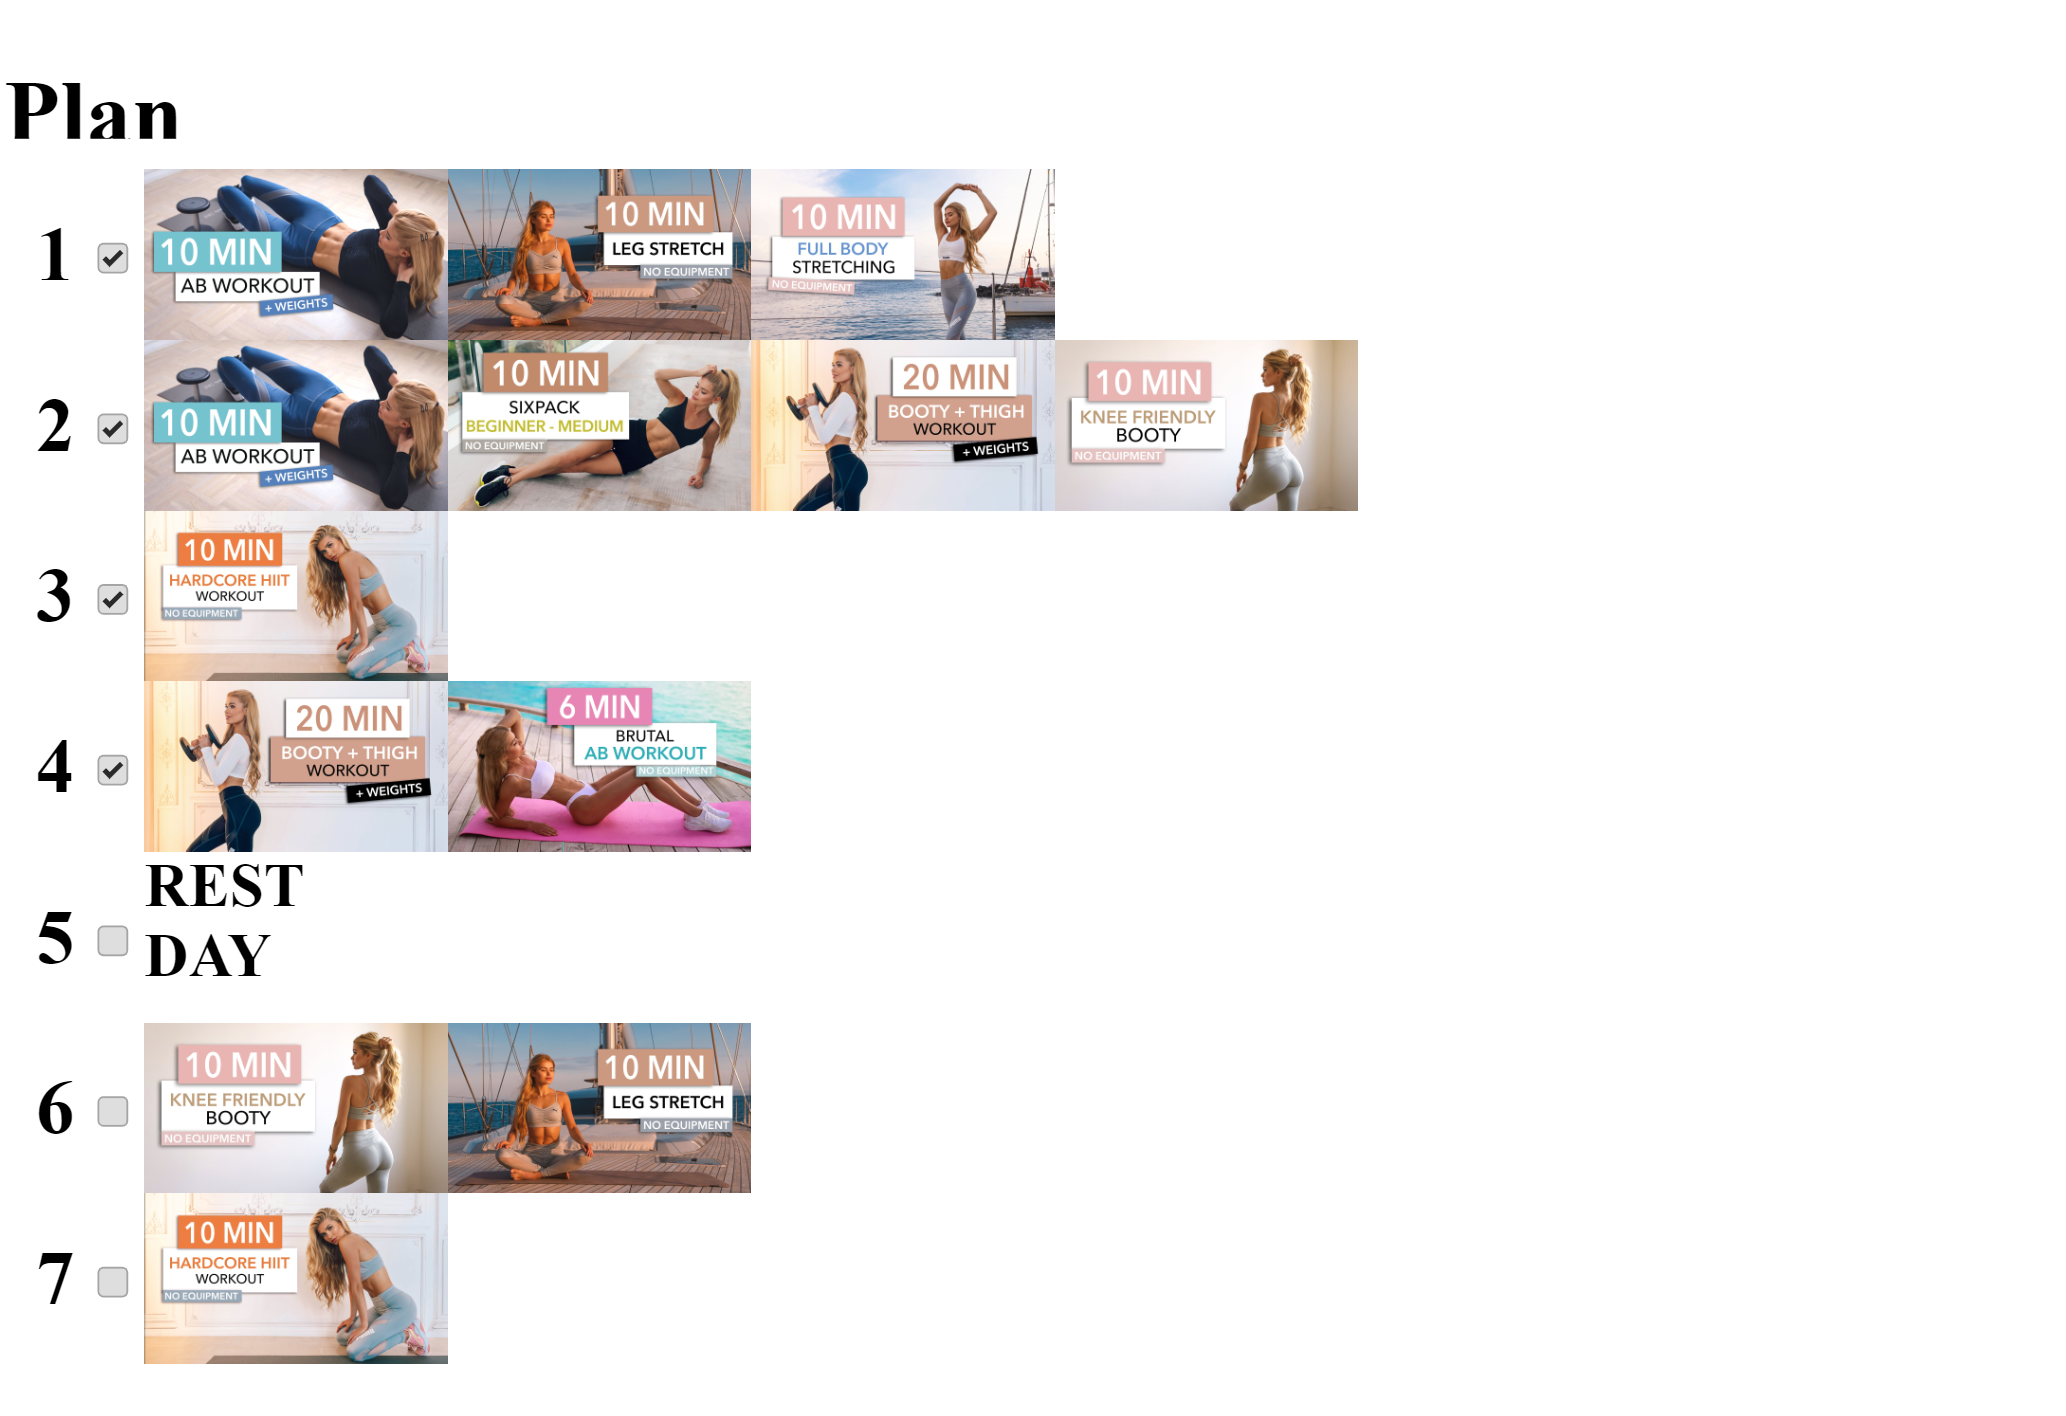 Plan
1
10 MIN
AB WORKOUT
+ WEIGHTS
10 MIN
LEG STRETCH
NO EQUIPMENT
10 MIN
FULL BODY
STRETCHING
NO EQUIPMENT
2
10 MIN
AB WORKOUT
+ WEIGHTS
10 MIN
SIXPACK
BEGINNER - MEDIUM
NO EQUIPMENT
20 MIN
BOOTY + THIGH
WORKOUT
+ WEIGHTS
10 MIN
KNEE FRIENDLY
BOOTY
NO EQUIPMENT
3
10 MIN
HARDCORE HIIT
WORKOUT
NO EQUIPMENT
4
20 MIN
BOOTY + THIGH
WORKOUT
+ WEIGHTS
6 MIN
BRUTAL
AB WORKOUT
NO EQUIPMENT
5
REST
DAY
6
10 MIN
KNEE FRIENDLY
BOOTY
NO EQUIPMENT
10 MIN
LEG STRETCH
NO EQUIPMENT
7
10 MIN
HARDCORE HIIT
WORKOUT
NO EQUIPMENT